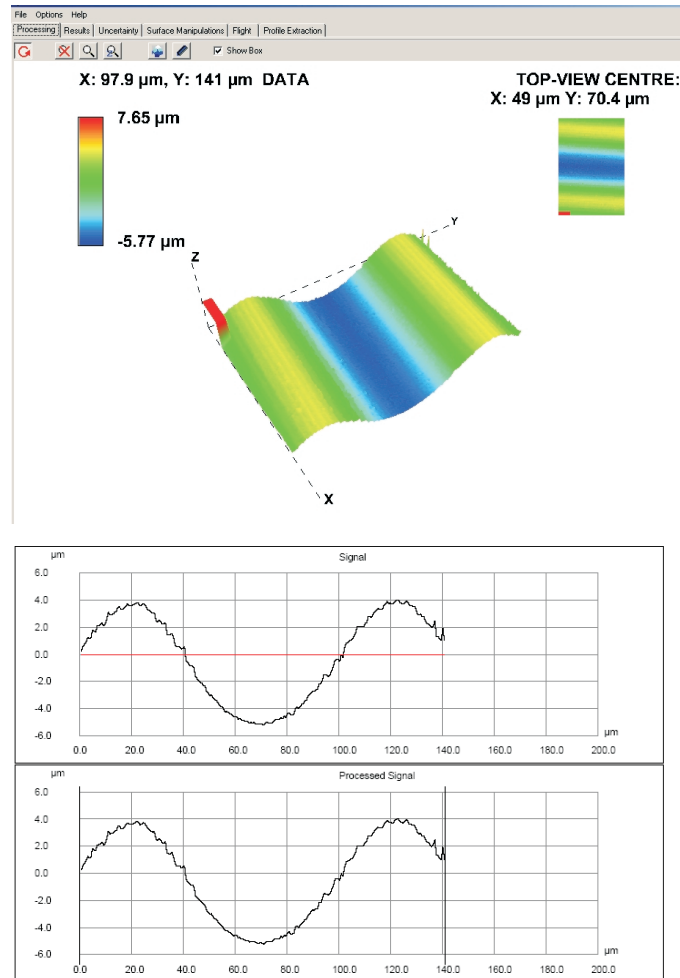 File Options Help
Processing Results Uncertainty Surface Manipulations Flight Profile Extraction
Show Box
X: 97.9 µm, Y: 141 µm DATA
TOP-VIEW CENTRE:
X: 49 µm Y: 70.4 µm
7.65 µm
-5.77 µm
Z
Y
X
µm
Signal
6.0
4.0
2.0
0.0
-2.0
-4.0
-6.0
µm
0.0 20.0 40.0 60.0 80.0 100.0 120.0 140.0 160.0 180.0 200.0
µm
Processed Signal
6.0
4.0
2.0
0.0
-2.0
-4.0
-6.0
µm
0.0 20.0 40.0 60.0 80.0 100.0 120.0 140.0 160.0 180.0 200.0